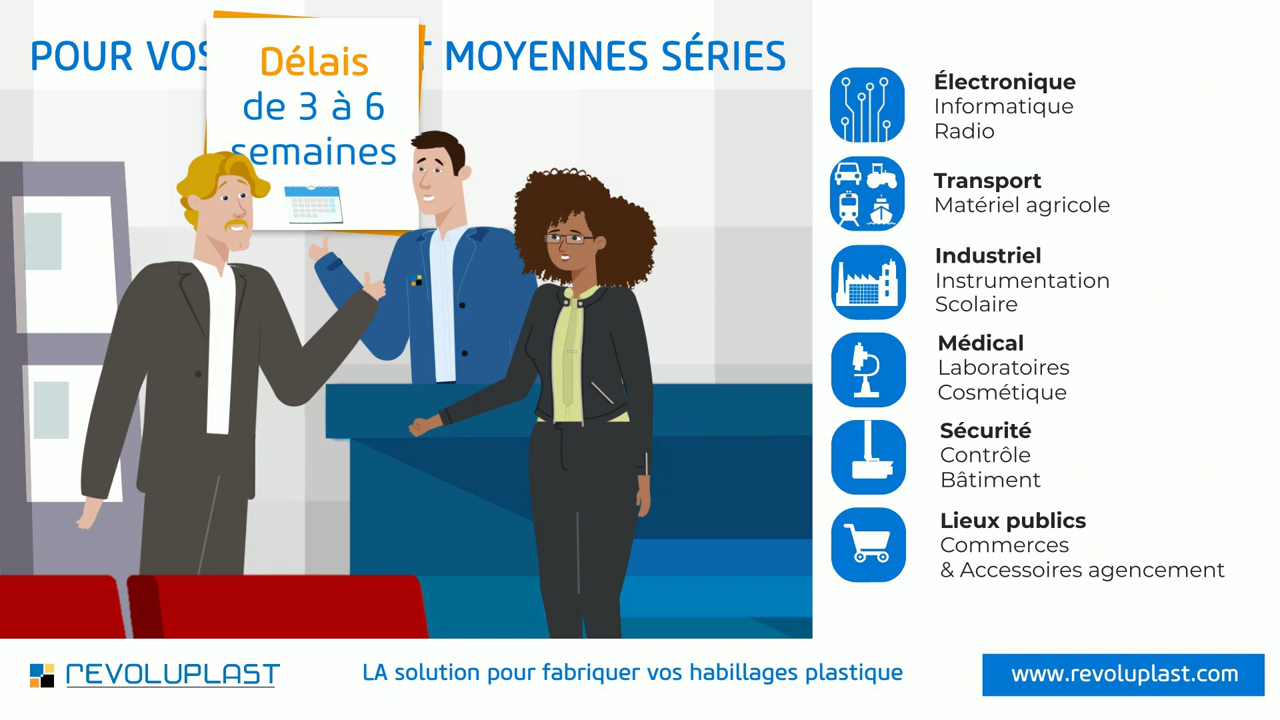 POUR VOS T MOYENNES SÉRIES
Délais
de 3 à 6
semaines
Électronique
Informatique
Radio
Transport
Matériel agricole
Industriel
Instrumentation
Scolaire
Médical
Laboratoires
Cosmétique
Sécurité
Contrôle
Bâtiment
Lieux publics
Commerces
& Accessoires agencement
REVOLUPLAST
LA solution pour fabriquer vos habillages plastique
www.revoluplast.com